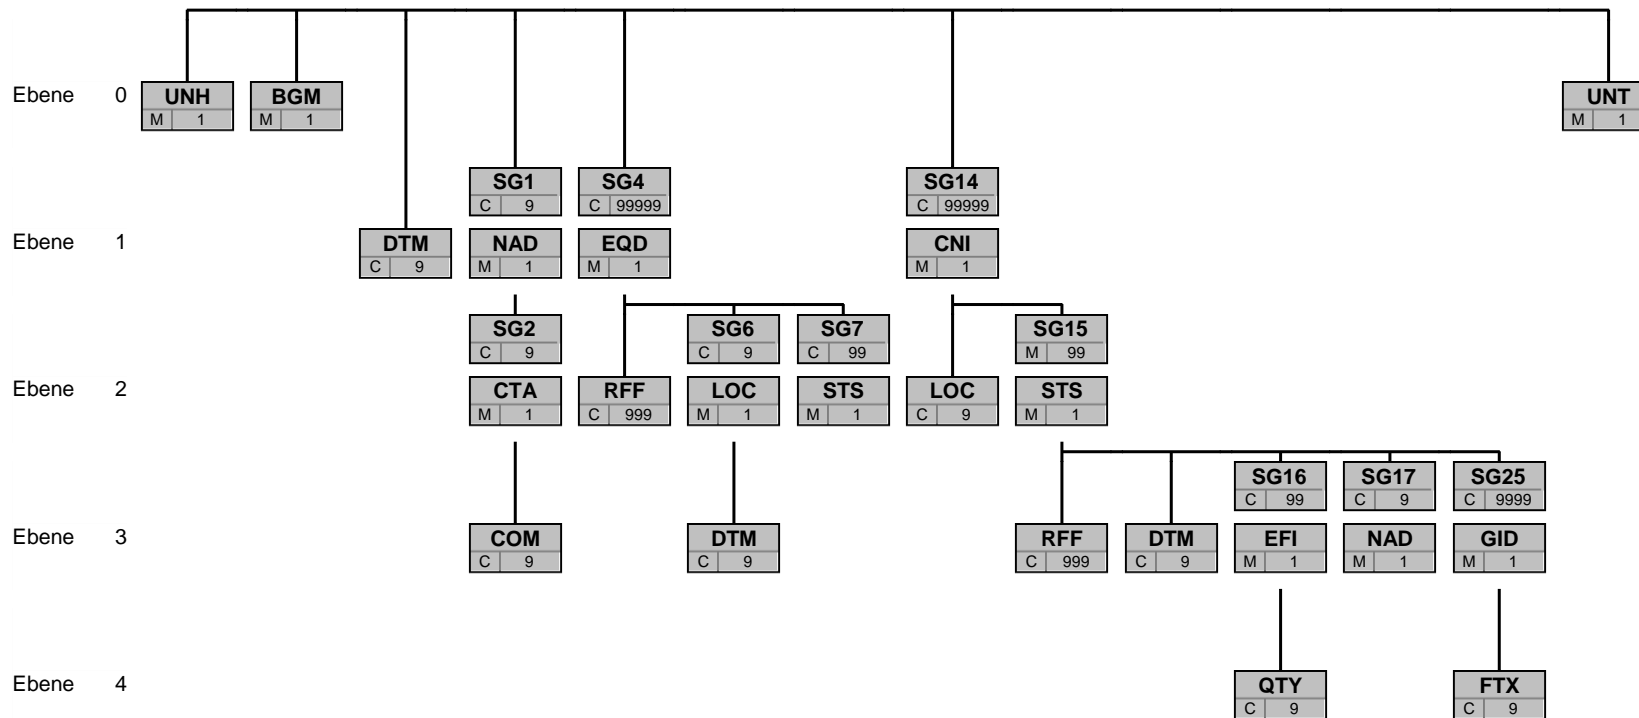 Ebene 0 UNH BGM UNT
M 1 M 1 M 1
SG1 SG4 SG14
C 9 C 99999 C 99999
Ebene 1 DTM NAD EQD CNI
C 9 M 1 M 1 M 1
SG2 SG6 SG7 SG15
C 9 C 9 C 99 M 99
Ebene 2 CTA RFF LOC STS LOC STS
M 1 C 999 M 1 M 1 C 9 M 1
SG16 SG17 SG25
C 99 C 9 C 9999
Ebene 3 COM DTM RFF DTM EFI NAD GID
C 9 C 9 C 999 C 9 M 1 M 1 M 1
Ebene 4 QTY FTX
C 9 C 9